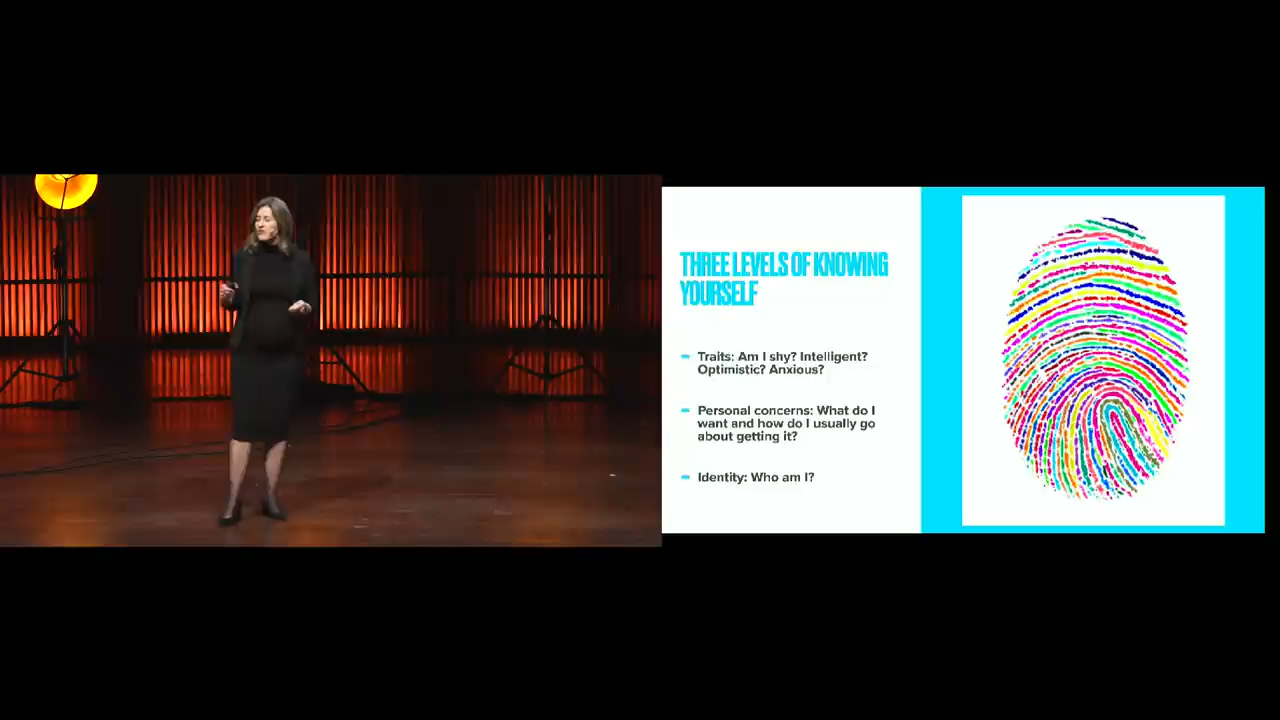 THREE LEVELS OF KNOWING
YOURSELF
Traits: Am I shy? Intelligent?
Optimistic? Anxious?
Personal concerns: What do I
want and how do I usually go
about getting it?
Identity: Who am I?